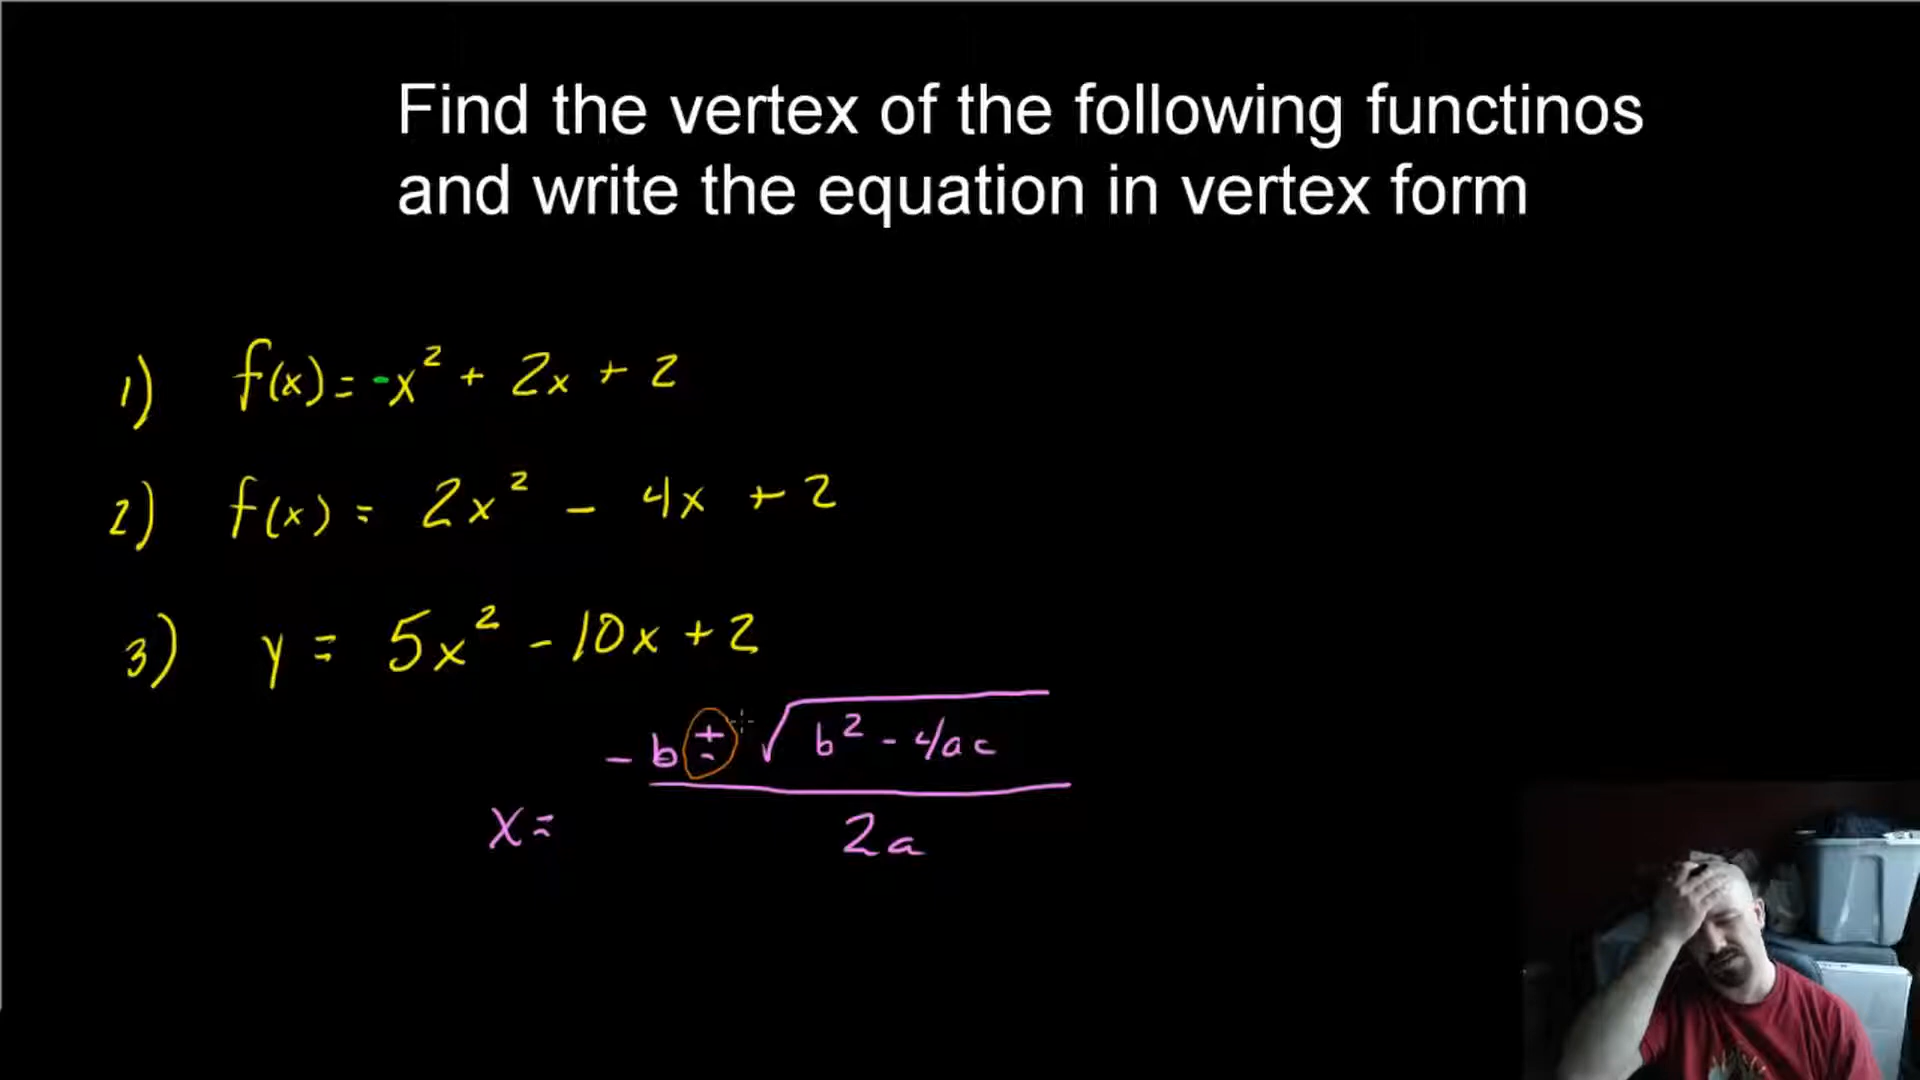 Find the vertex of the following functinos
and write the equation in vertex form
1) f(x) = -x² + 2x + 2
2) f(x) = 2x² - 4x + 2
3) y = 5x² - 10x + 2
x = (-b ± √(b² - 4ac)) / 2a